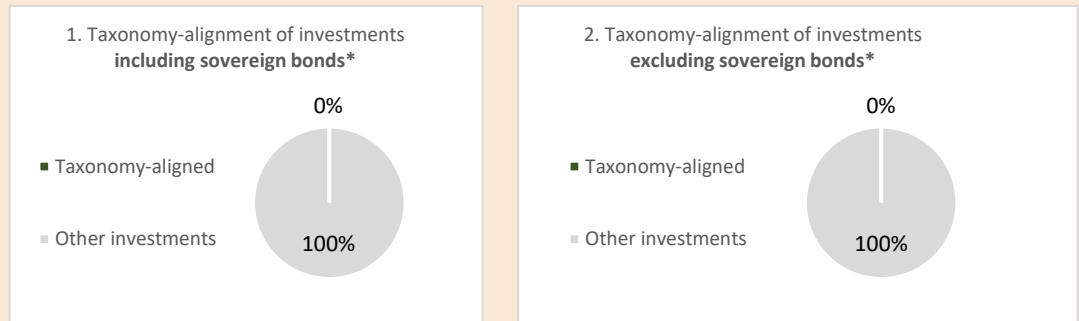 1. Taxonomy-alignment of investments
including sovereign bonds*
0%
Taxonomy-aligned
Other investments
100%
2. Taxonomy-alignment of investments
excluding sovereign bonds*
0%
Taxonomy-aligned
Other investments
100%